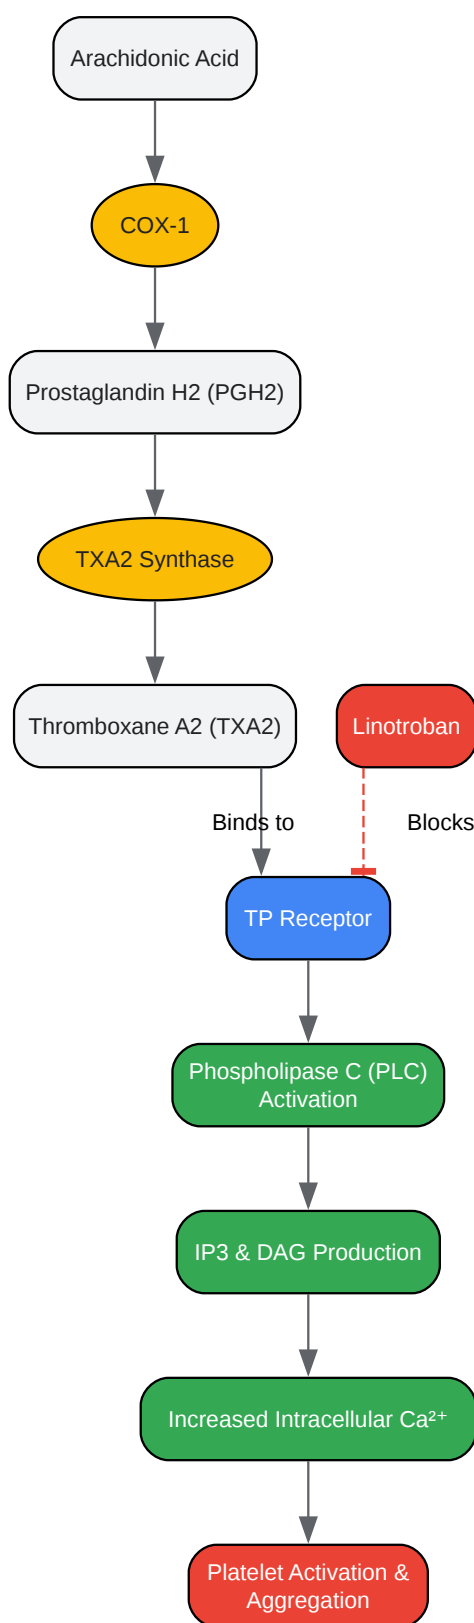 Arachidonic Acid
COX-1
Prostaglandin H2 (PGH2)
TXA2 Synthase
Thromboxane A2 (TXA2)
Linotroban
Binds to
Blocks
TP Receptor
Phospholipase C (PLC)
Activation
IP3 & DAG Production
Increased Intracellular Ca²⁺
Platelet Activation &
Aggregation